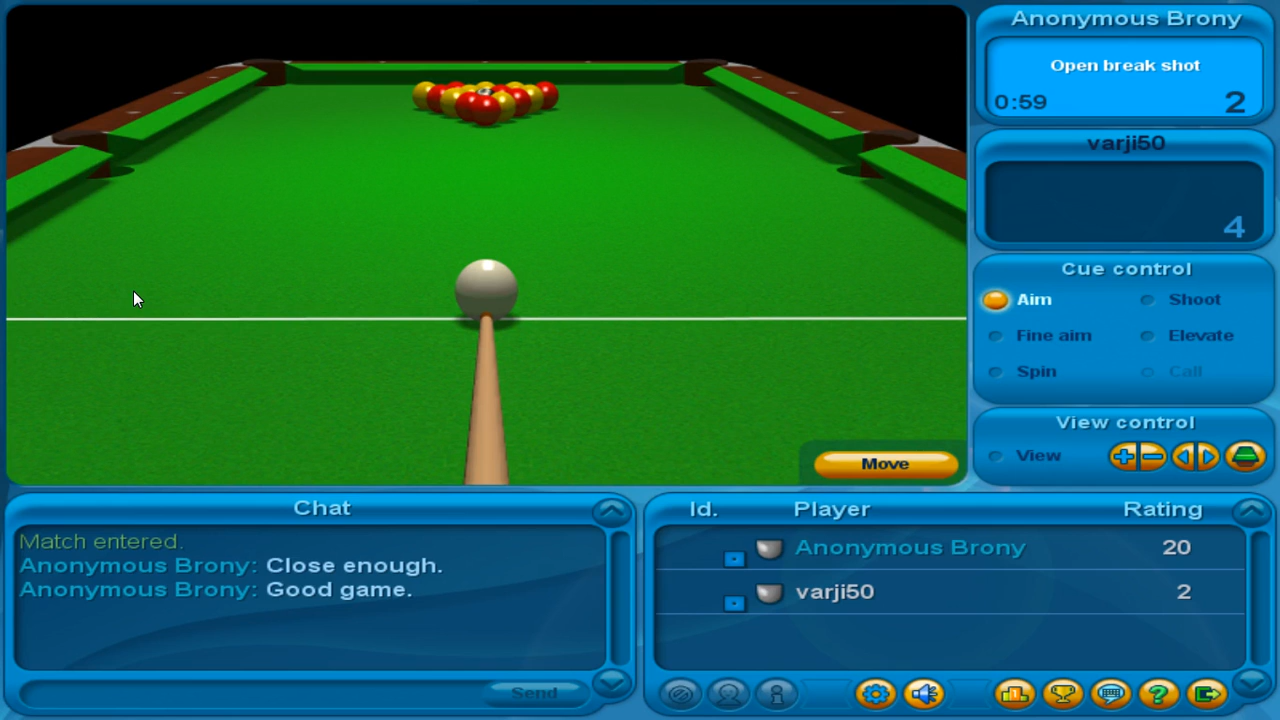 Anonymous Brony
Open break shot
0:59 2
varji50
4
Cue control
Aim Shoot
Fine aim Elevate
Spin Call
View control
View
Move
Chat
Match entered.
Anonymous Brony: Close enough.
Anonymous Brony: Good game.
Send
Id. Player Rating
Anonymous Brony 20
varji50 2